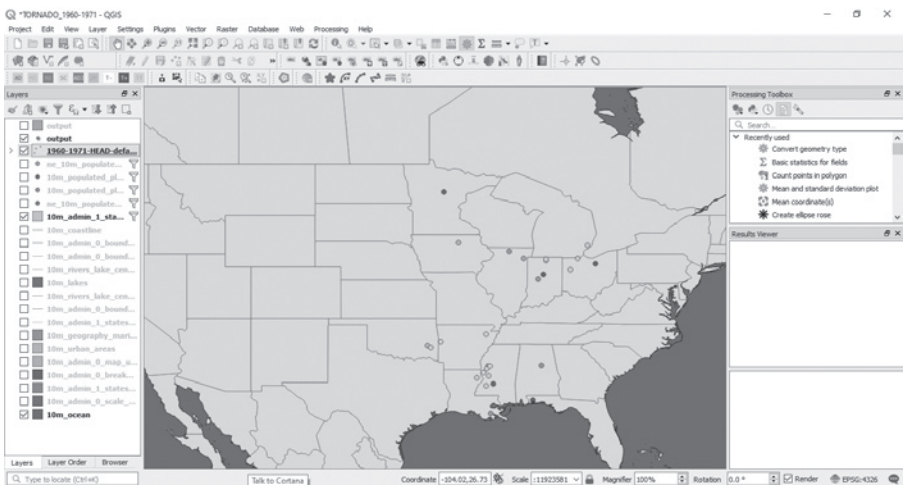 *TORNADO_1960-1971 - QGIS
Project Edit View Layer Settings Plugins Vector Raster Database Web Processing Help
Layers
output
output
1960-1971-HEAD-defa...
ne_10m_populate...
10m_populated_pl...
10m_populated_pl...
ne_10m_populate...
10m_admin_1_sta...
10m_coastline
10m_admin_0_bound...
10m_admin_0_bound...
10m_rivers_lake_cen...
10m_lakes
10m_rivers_lake_cen...
10m_admin_0_bound...
10m_admin_1_states...
10m_geography_mari...
10m_urban_areas
10m_admin_0_map_u...
10m_admin_0_break...
10m_admin_1_states...
10m_admin_0_scale_...
10m_ocean
Layers Layer Order Browser
Processing Toolbox
Search...
Recently used
Convert geometry type
Basic statistics for fields
Count points in polygon
Mean and standard deviation plot
Mean coordinate(s)
Create ellipse rose
Results Viewer
Type to locate (Ctrl+K)
Talk to Cortana
Coordinate -104.02,26.73
Scale :11923581
Magnifier 100%
Rotation 0.0 °
Render
EPSG:4326